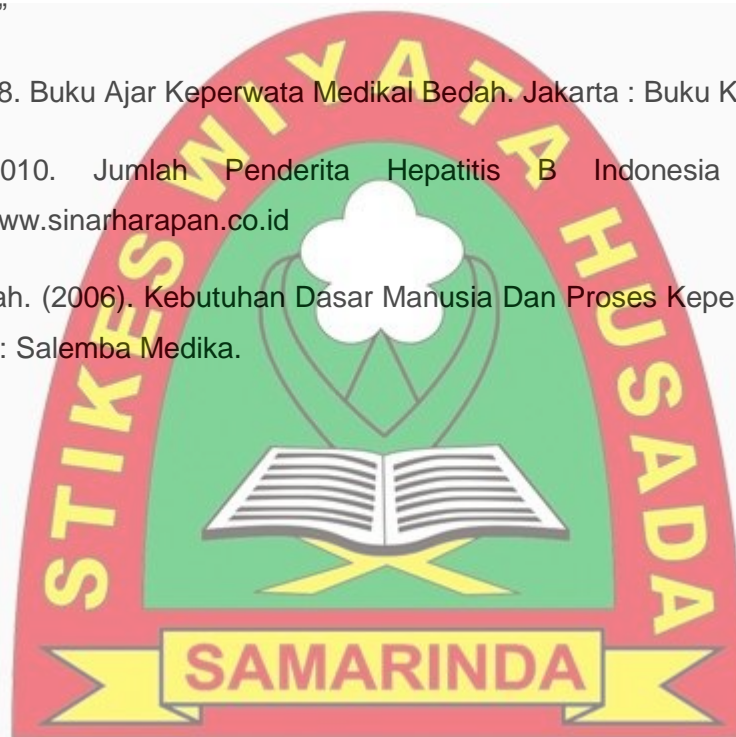 ”
8. Buku Ajar Keperwata Medikal Bedah. Jakarta : Buku K
010. Jumlah Penderita Hepatitis B Indonesia
ww.sinarharapan.co.id
ah. (2006). Kebutuhan Dasar Manusia Dan Proses Kepe
: Salemba Medika.
STIKES WIYATA HUSADA
SAMARINDA